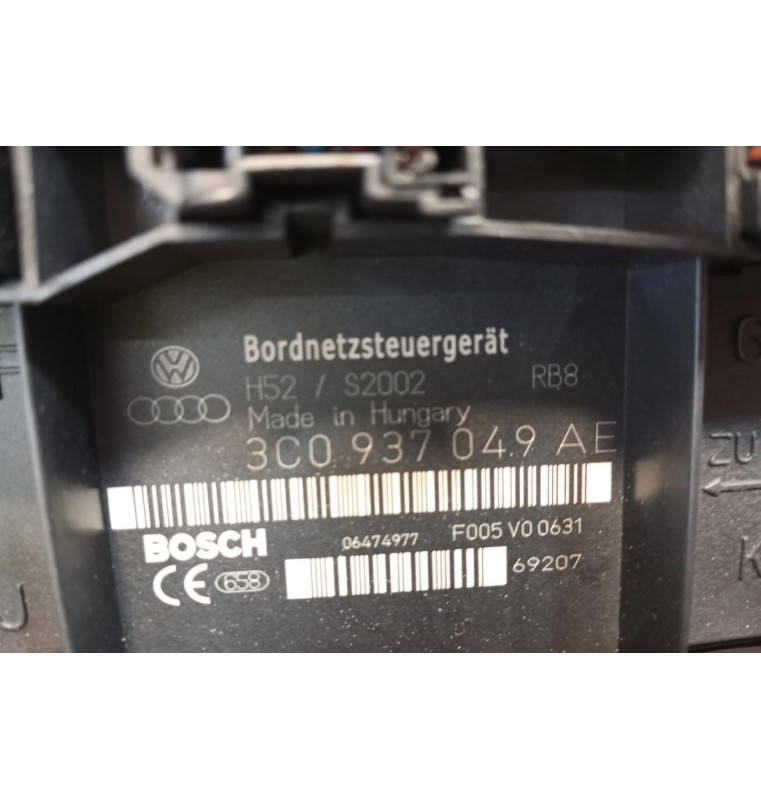 Bordnetzsteuergerät
H52 / S2002 RB8
Made in Hungary
3C0 937 049 AE
BOSCH 06474977 F005 V0 0631
CE 658 69207
ZU
K